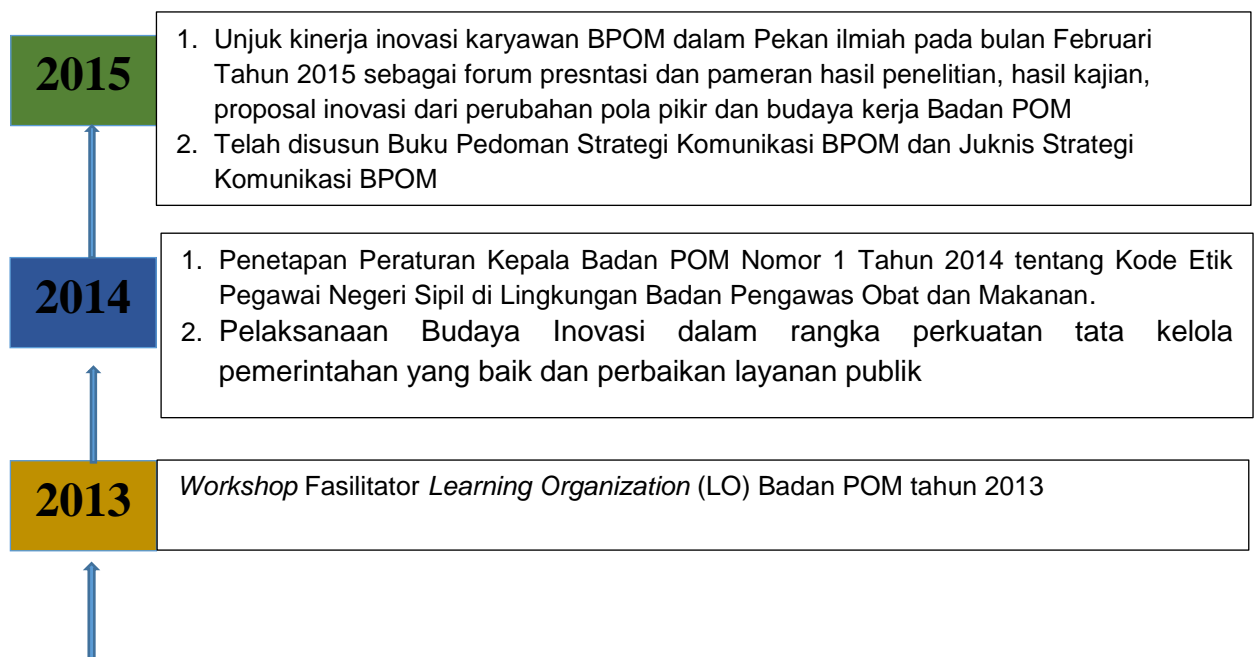 2015
1. Unjuk kinerja inovasi karyawan BPOM dalam Pekan ilmiah pada bulan Februari
Tahun 2015 sebagai forum presntasi dan pameran hasil penelitian, hasil kajian,
proposal inovasi dari perubahan pola pikir dan budaya kerja Badan POM
2. Telah disusun Buku Pedoman Strategi Komunikasi BPOM dan Juknis Strategi
Komunikasi BPOM
2014
1. Penetapan Peraturan Kepala Badan POM Nomor 1 Tahun 2014 tentang Kode Etik
Pegawai Negeri Sipil di Lingkungan Badan Pengawas Obat dan Makanan.
2. Pelaksanaan Budaya Inovasi dalam rangka perkuatan tata kelola
pemerintahan yang baik dan perbaikan layanan publik
2013
Workshop Fasilitator Learning Organization (LO) Badan POM tahun 2013